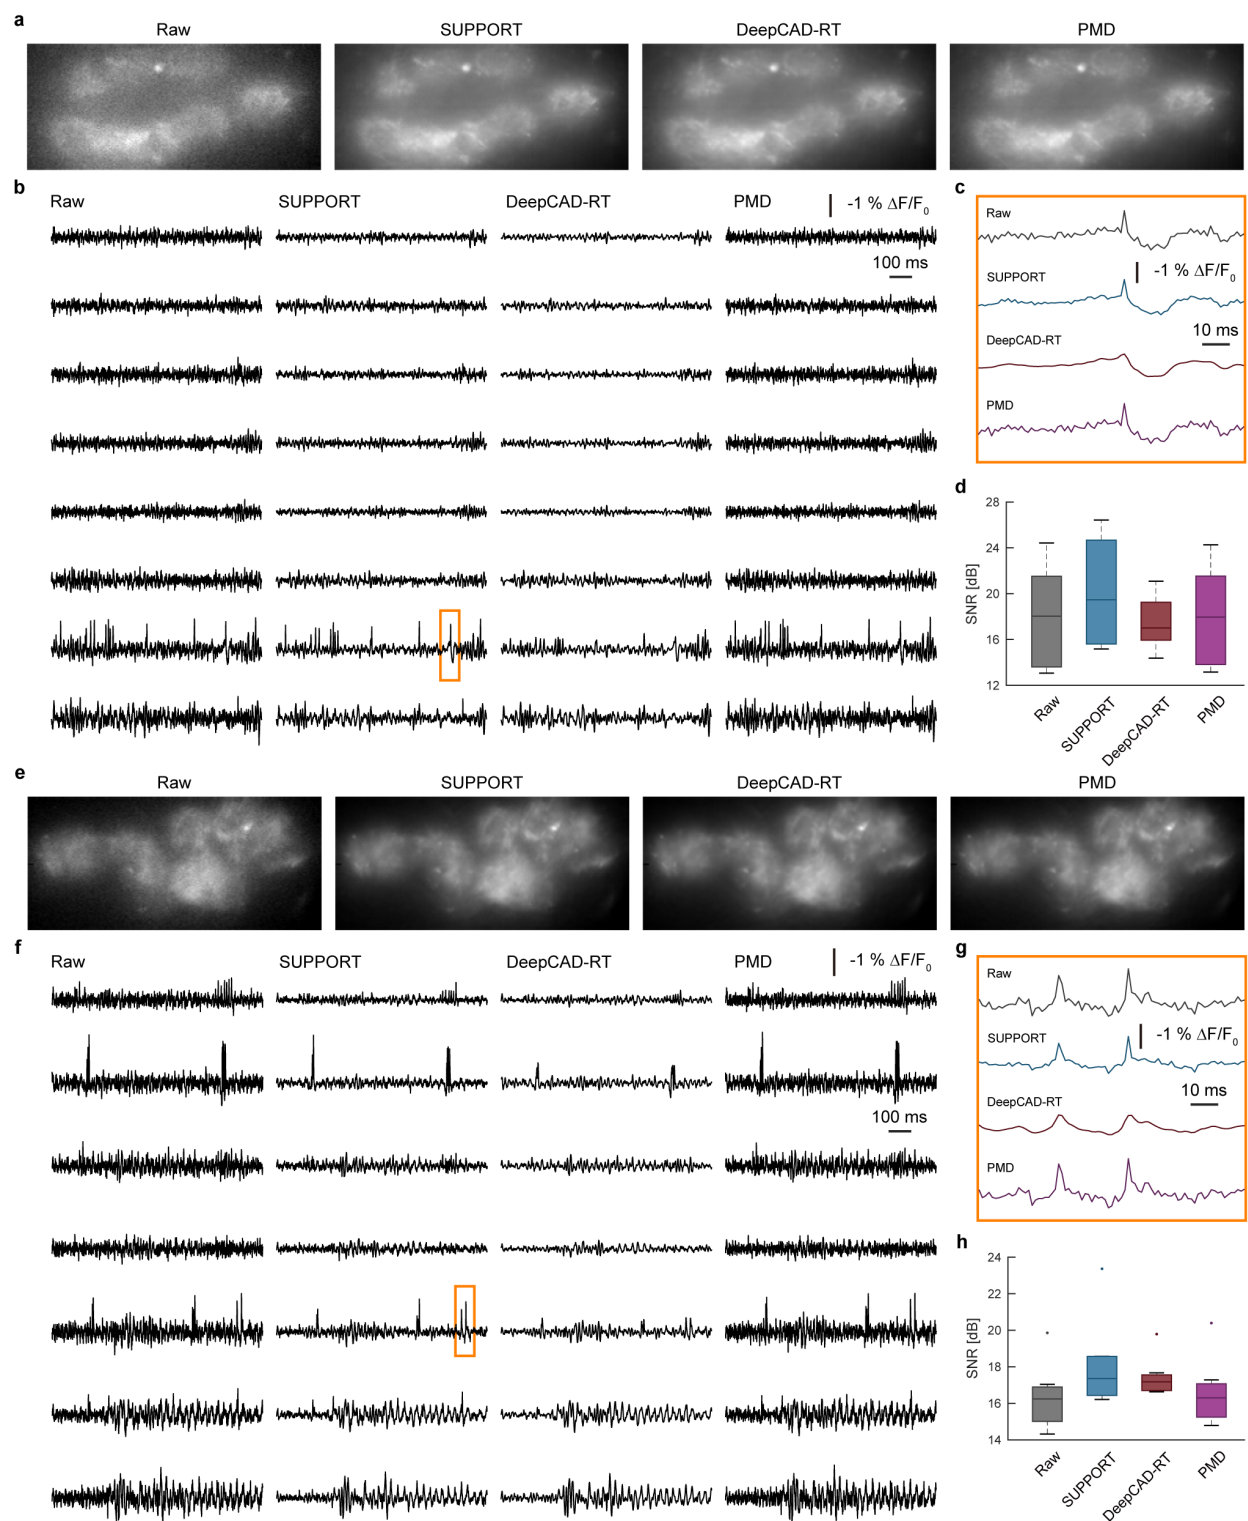 a
Raw SUPPORT DeepCAD-RT PMD
b
Raw SUPPORT DeepCAD-RT PMD -1 % ΔF/F0
100 ms
c
Raw
SUPPORT
-1 % ΔF/F0
10 ms
DeepCAD-RT
PMD
d
28
24
20
16
12
SNR [dB]
Raw SUPPORT DeepCAD-RT PMD
e
Raw SUPPORT DeepCAD-RT PMD
f
Raw SUPPORT DeepCAD-RT PMD -1 % ΔF/F0
100 ms
g
Raw
SUPPORT
-1 % ΔF/F0
10 ms
DeepCAD-RT
PMD
h
24
22
20
18
16
14
SNR [dB]
Raw SUPPORT DeepCAD-RT PMD